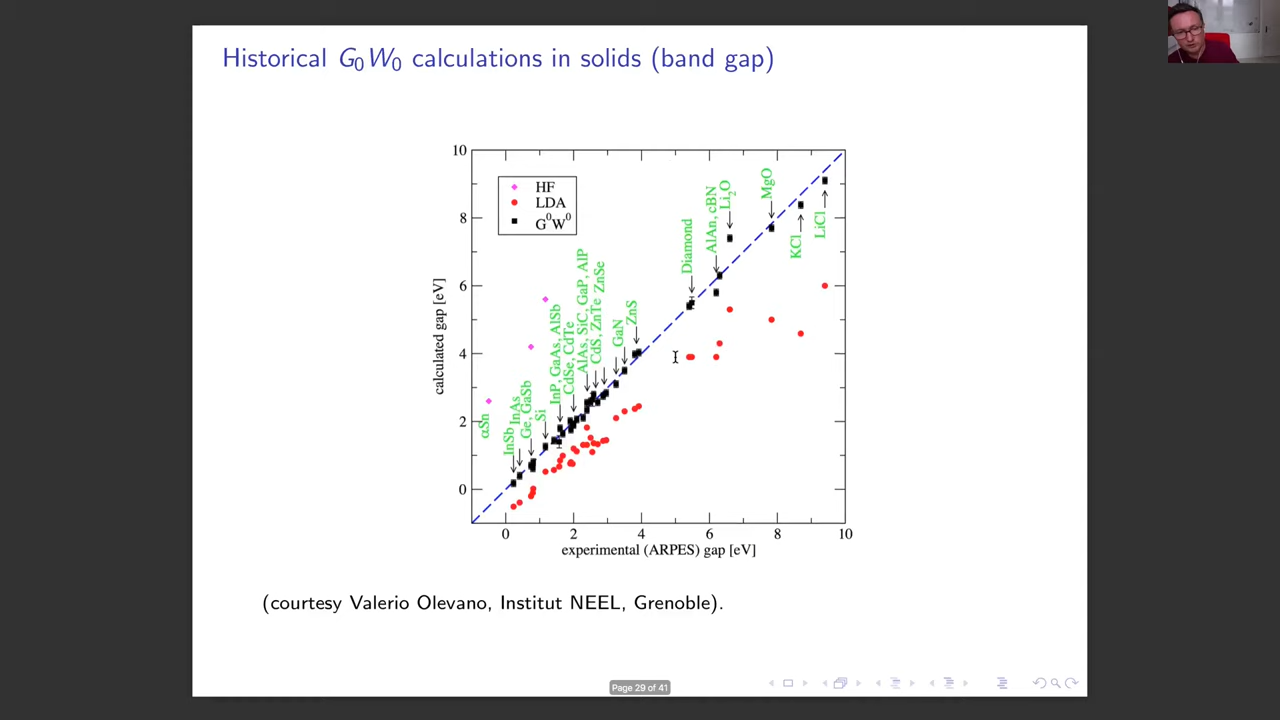 Historical G0W0 calculations in solids (band gap)
10
8
6
4
2
0
calculated gap [eV]
HF
LDA
G0W0
αSn
InSb
InAs
Ge, GaSb
Si
InP, GaAs, AlSb
CdSe, CdTe
AlAs, SiC, GaP, AlP
CdS, ZnTe
ZnSe
GaN
ZnS
Diamond
AlAn, cBN
Li2O
MgO
KCl
LiCl
0 2 4 6 8 10
experimental (ARPES) gap [eV]
(courtesy Valerio Olevano, Institut NEEL, Grenoble).
Page 29 of 41